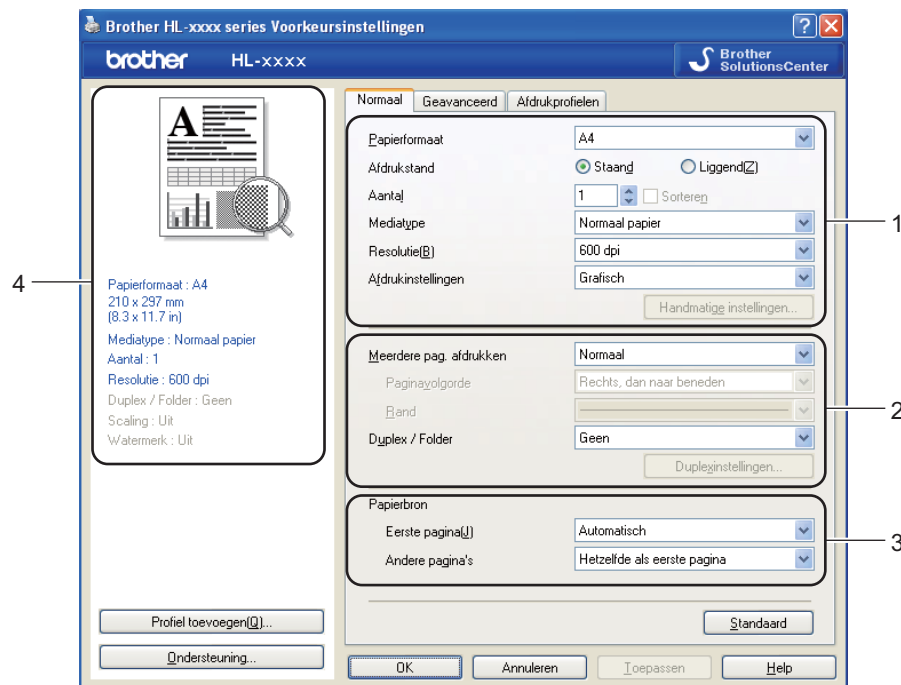 Brother HL-xxxx series Voorkeursinstellingen
brother HL-xxxx
Brother
SolutionsCenter
A
Papierformaat : A4
210 x 297 mm
(8.3 x 11.7 in)
Mediatype : Normaal papier
Aantal : 1
Resolutie : 600 dpi
Duplex / Folder : Geen
Scaling : Uit
Watermerk : Uit
4
Profiel toevoegen(Q)...
Ondersteuning...
Normaal Geavanceerd Afdrukprofielen
Papierformaat A4
Afdrukstand Staand Liggend(Z)
Aantal 1 Sorteren
Mediatype Normaal papier
Resolutie(B) 600 dpi
Afdrukinstellingen Grafisch
Handmatige instellingen...
1
Meerdere pag. afdrukken Normaal
Paginavolgorde Rechts, dan naar beneden
Rand
Duplex / Folder Geen
Duplexinstellingen...
2
Papierbron
Eerste pagina(J) Automatisch
Andere pagina's Hetzelfde als eerste pagina
3
Standaard
OK Annuleren Toepassen Help